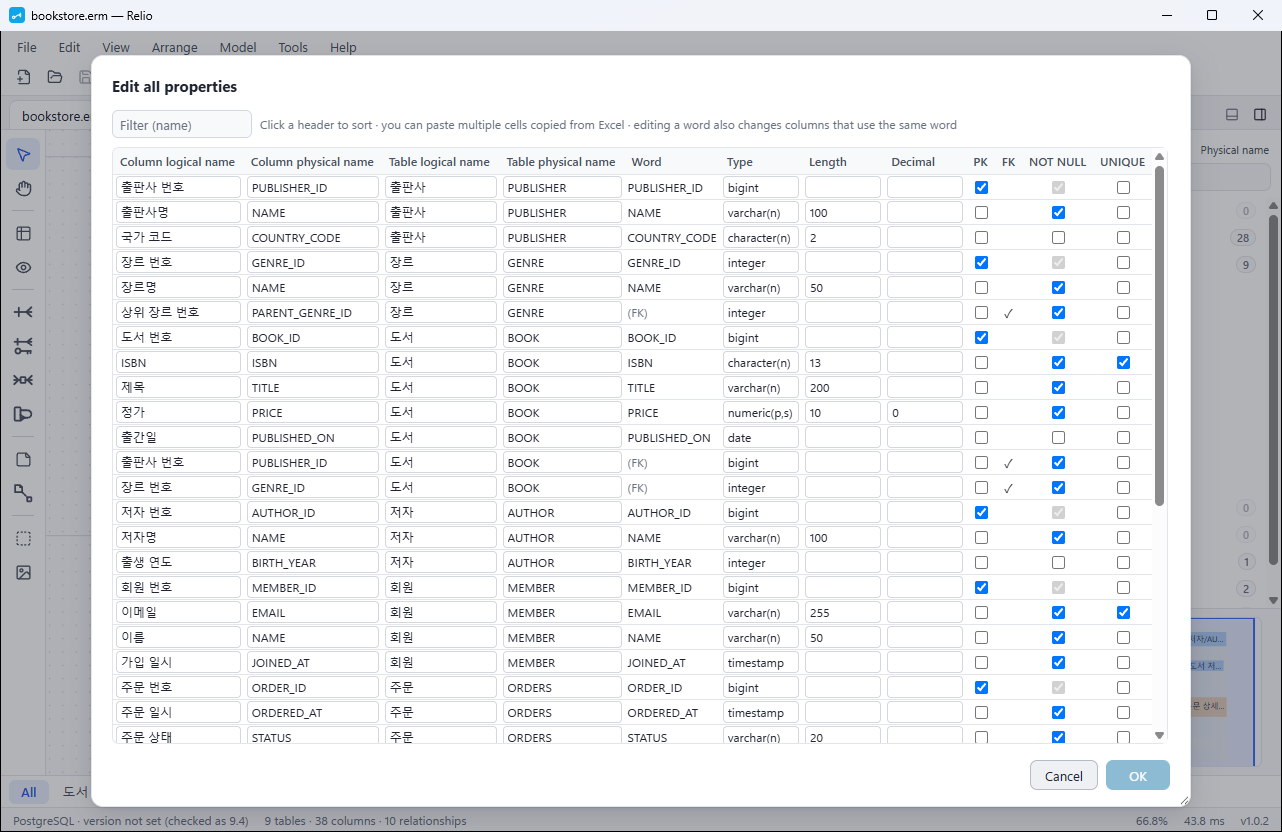 bookstore.erm — Relio
File Edit View Arrange Model Tools Help
bookstore.e
Physical name
0
28
9
0
0
1
2
Edit all properties
Filter (name)
Click a header to sort · you can paste multiple cells copied from Excel · editing a word also changes columns that use the same word
Column logical name Column physical name Table logical name Table physical name Word Type Length Decimal PK FK NOT NULL UNIQUE
출판사 번호 PUBLISHER_ID 출판사 PUBLISHER PUBLISHER_ID bigint
출판사명 NAME 출판사 PUBLISHER NAME varchar(n) 100
국가 코드 COUNTRY_CODE 출판사 PUBLISHER COUNTRY_CODE character(n) 2
장르 번호 GENRE_ID 장르 GENRE GENRE_ID integer
장르명 NAME 장르 GENRE NAME varchar(n) 50
상위 장르 번호 PARENT_GENRE_ID 장르 GENRE (FK) integer ✓
도서 번호 BOOK_ID 도서 BOOK BOOK_ID bigint
ISBN ISBN 도서 BOOK ISBN character(n) 13
제목 TITLE 도서 BOOK TITLE varchar(n) 200
정가 PRICE 도서 BOOK PRICE numeric(p,s) 10 0
출간일 PUBLISHED_ON 도서 BOOK PUBLISHED_ON date
출판사 번호 PUBLISHER_ID 도서 BOOK (FK) bigint ✓
장르 번호 GENRE_ID 도서 BOOK (FK) integer ✓
저자 번호 AUTHOR_ID 저자 AUTHOR AUTHOR_ID bigint
저자명 NAME 저자 AUTHOR NAME varchar(n) 100
출생 연도 BIRTH_YEAR 저자 AUTHOR BIRTH_YEAR integer
회원 번호 MEMBER_ID 회원 MEMBER MEMBER_ID bigint
이메일 EMAIL 회원 MEMBER EMAIL varchar(n) 255
이름 NAME 회원 MEMBER NAME varchar(n) 50
가입 일시 JOINED_AT 회원 MEMBER JOINED_AT timestamp
주문 번호 ORDER_ID 주문 ORDERS ORDER_ID bigint
주문 일시 ORDERED_AT 주문 ORDERS ORDERED_AT timestamp
주문 상태 STATUS 주문 ORDERS STATUS varchar(n) 20
저자/AU...
도서 저...
문 상세...
Cancel OK
All 도서
PostgreSQL · version not set (checked as 9.4) 9 tables · 38 columns · 10 relationships 66.8% 43.8 ms v1.0.2